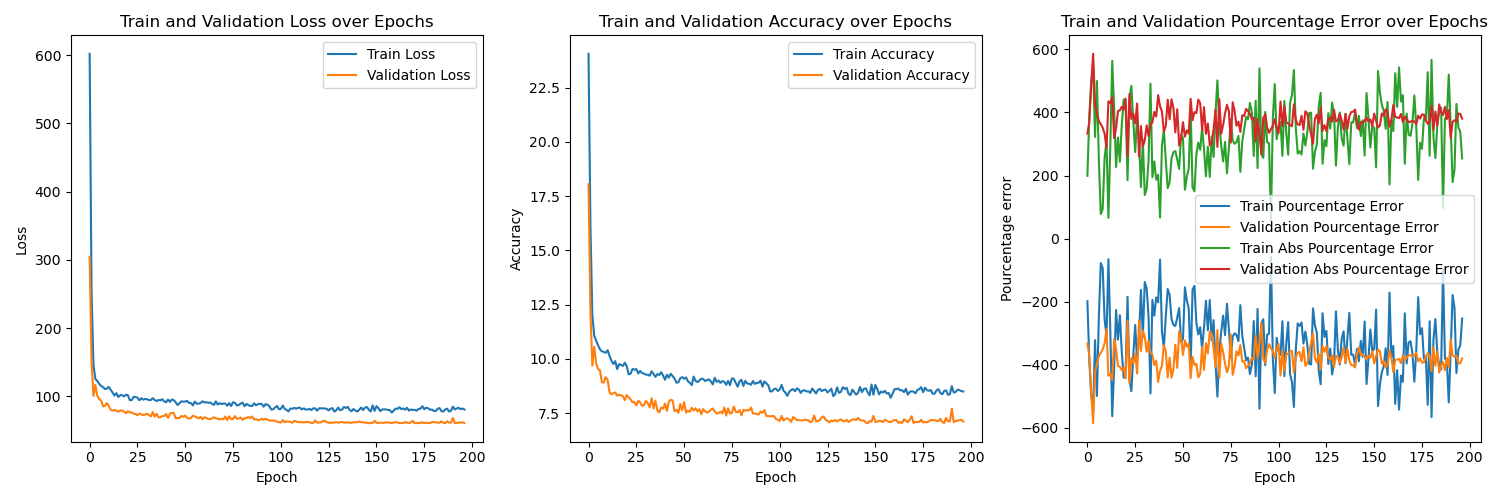 Train and Validation Loss over Epochs
Loss
600
500
400
300
200
100
0
25
50
75
100
125
150
175
200
Epoch
Train Loss
Validation Loss
Train and Validation Accuracy over Epochs
Accuracy
22.5
20.0
17.5
15.0
12.5
10.0
7.5
0
25
50
75
100
125
150
175
200
Epoch
Train Accuracy
Validation Accuracy
Train and Validation Pourcentage Error over Epochs
Pourcentage error
600
400
200
0
−200
−400
−600
0
25
50
75
100
125
150
175
200
Epoch
Train Pourcentage Error
Validation Pourcentage Error
Train Abs Pourcentage Error
Validation Abs Pourcentage Error